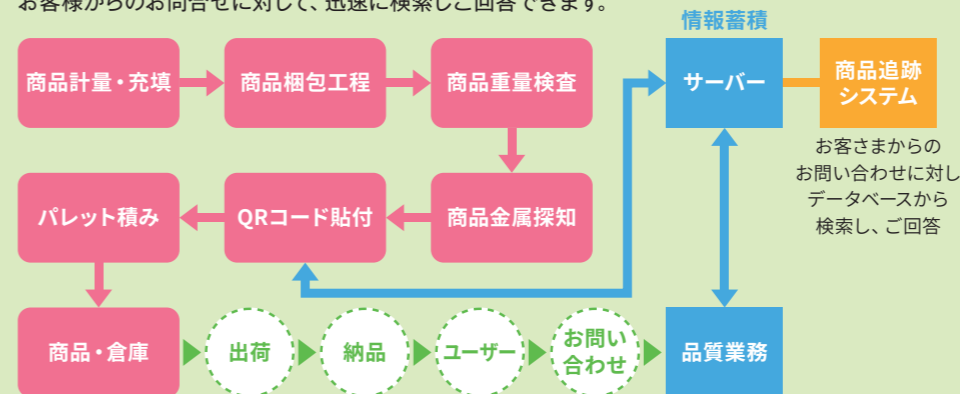 お客様からのお問合せに対して、迅速に検索しご回答できます。
情報蓄積
商品計量・充填
商品梱包工程
商品重量検査
サーバー
商品追跡
システム
お客さまからの
お問い合わせに対し
データベースから
検索し、ご回答
パレット積み
QRコード貼付
商品金属探知
商品・倉庫
出荷
納品
ユーザー
お問い
合わせ
品質業務